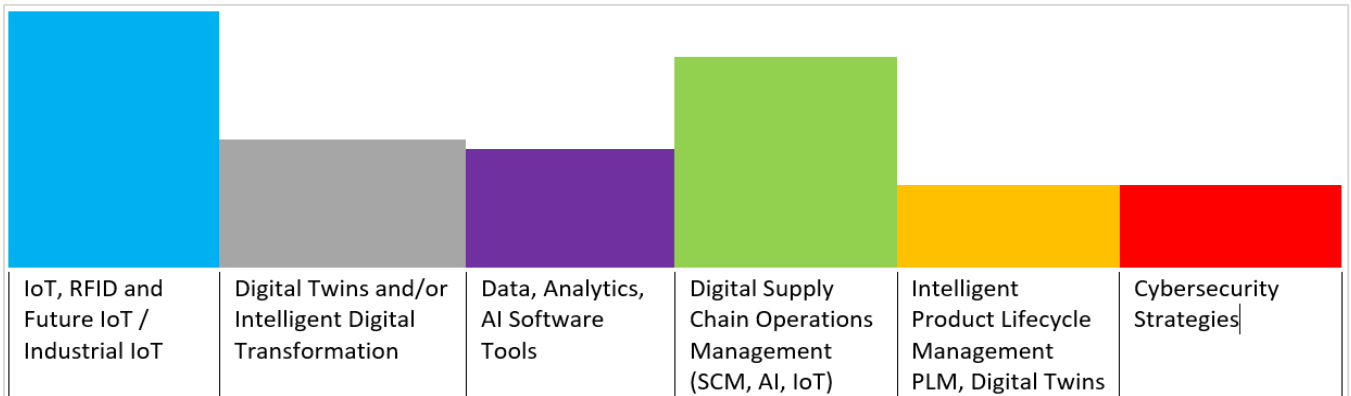 IoT, RFID and
Future IoT /
Industrial IoT
Digital Twins and/or
Intelligent Digital
Transformation
Data, Analytics,
AI Software
Tools
Digital Supply
Chain Operations
Management
(SCM, AI, IoT)
Intelligent
Product Lifecycle
Management
PLM, Digital Twins
Cybersecurity
Strategies